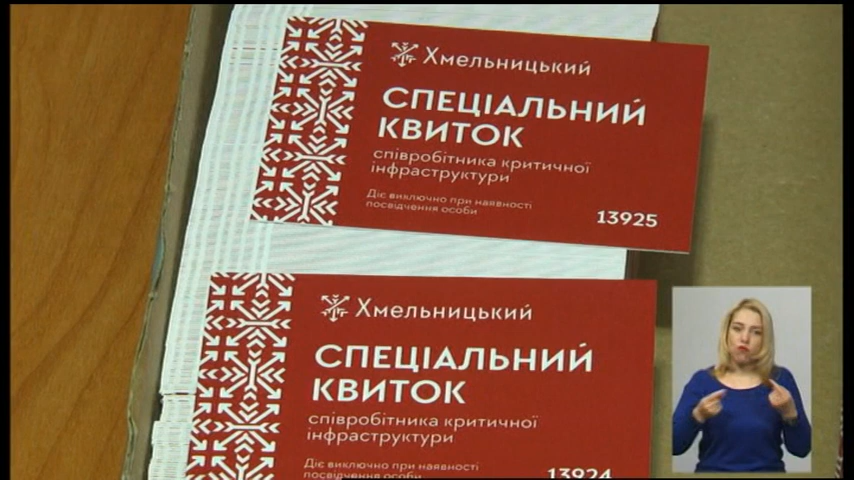 Хмельницький
СПЕЦІАЛЬНИЙ
КВИТОК
співробітника критичної
інфраструктури
Діє виключно при наявності
посвідчення особи
13925
Хмельницький
СПЕЦІАЛЬНИЙ
КВИТОК
співробітника критичної
інфраструктури
Діє виключно при наявності
посвідчення особи
13924